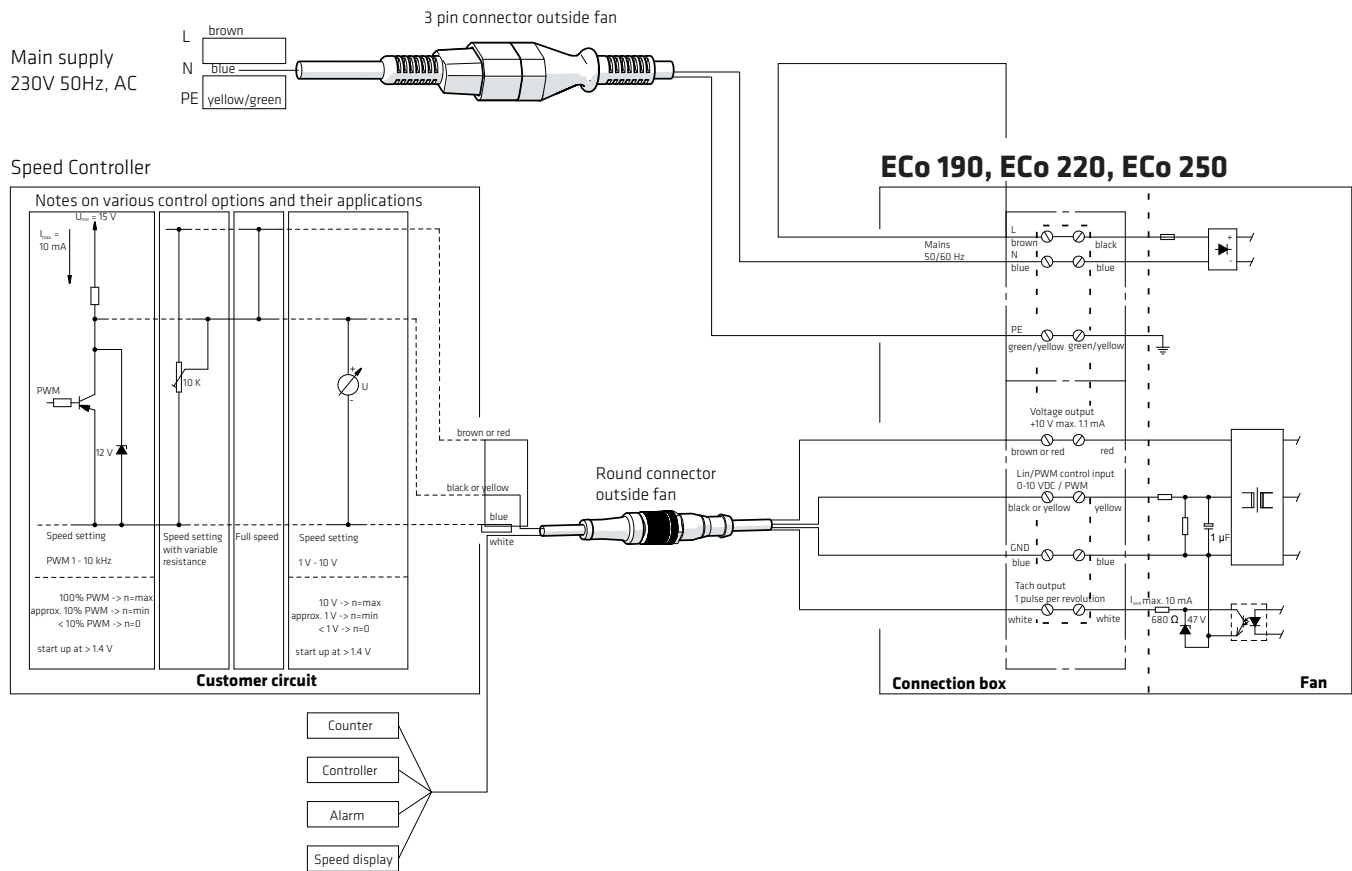 3 pin connector outside fan
Main supply
230V 50Hz, AC
L brown
N blue
PE yellow/green
Speed Controller
Notes on various control options and their applications
Umin = 15 V
Imax =
10 mA
PWM
12 V
10 K
+
U
-
Speed setting
PWM 1 - 10 kHz
100% PWM -> n=max
approx. 10% PWM -> n=min
< 10% PWM -> n=0
start up at > 1.4 V
Speed setting
with variable
resistance
Full speed
Speed setting
1 V - 10 V
10 V -> n=max
approx. 1 V -> n=min
< 1 V -> n=0
start up at > 1.4 V
Customer circuit
brown or red
black or yellow
blue
white
Round connector
outside fan
Counter
Controller
Alarm
Speed display
ECo 190, ECo 220, ECo 250
Mains
50/60 Hz
L
brown
black
N
blue
blue
+
-
PE
green/yellow
green/yellow
Voltage output
+10 V max. 1.1 mA
brown or red
red
Lin/PWM control input
0-10 VDC / PWM
black or yellow
yellow
1 µF
GND
blue
blue
Tach output
1 pulse per revolution
white
white
Isink max. 10 mA
680 Ω
47 V
Connection box
Fan